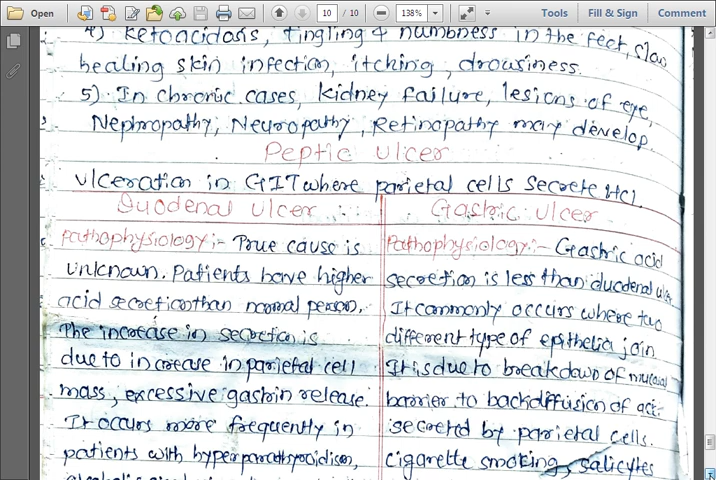 Open
10 / 10
138%
Tools
Fill & Sign
Comment
4) Ketoacidosis, tingling & numbness in the feet, slow
healing skin infection, itching, drousiness.
5) In chronic cases, kidney failure, lesions of eye,
Nephropathy, Neuropathy, Retinopathy may develop.
Peptic ulcer
ulceration in GIT where parietal cells secrete Hcl.
Duodenal ulcer
Pathophysiology:- True cause is
unknown. Patients have higher
acid secretion than normal person.
The increase in secretion is
due to increase in parietal cell
mass, excessive gastrin release.
It occurs more frequently in
patients with hyperparathyroidism,
Gastric ulcer
Pathophysiology:- Gastric acid
secretion is less than duodenal
It commonly occurs where two
different type of epithelia join
It is due to breakdown of mucosal
barrier to backdiffusion of
secreted by parietal cells.
cigarette smoking, salicytes